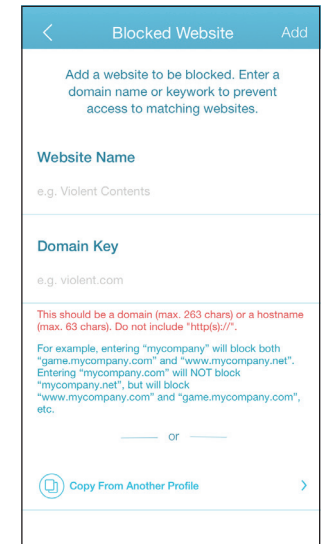 Blocked Website Add
Add a website to be blocked. Enter a
domain name or keywork to prevent
access to matching websites.
Website Name
e.g. Violent Contents
Domain Key
e.g. violent.com
This should be a domain (max. 263 chars) or a hostname
(max. 63 chars). Do not include "http(s)://".
For example, entering “mycompany” will block both
“game.mycompany.com” and “www.mycompany.net”.
Entering “mycompany.com” will NOT block
“mycompany.net”, but will block
“www.mycompany.com” and “game.mycompany.com”,
etc.
or
Copy From Another Profile